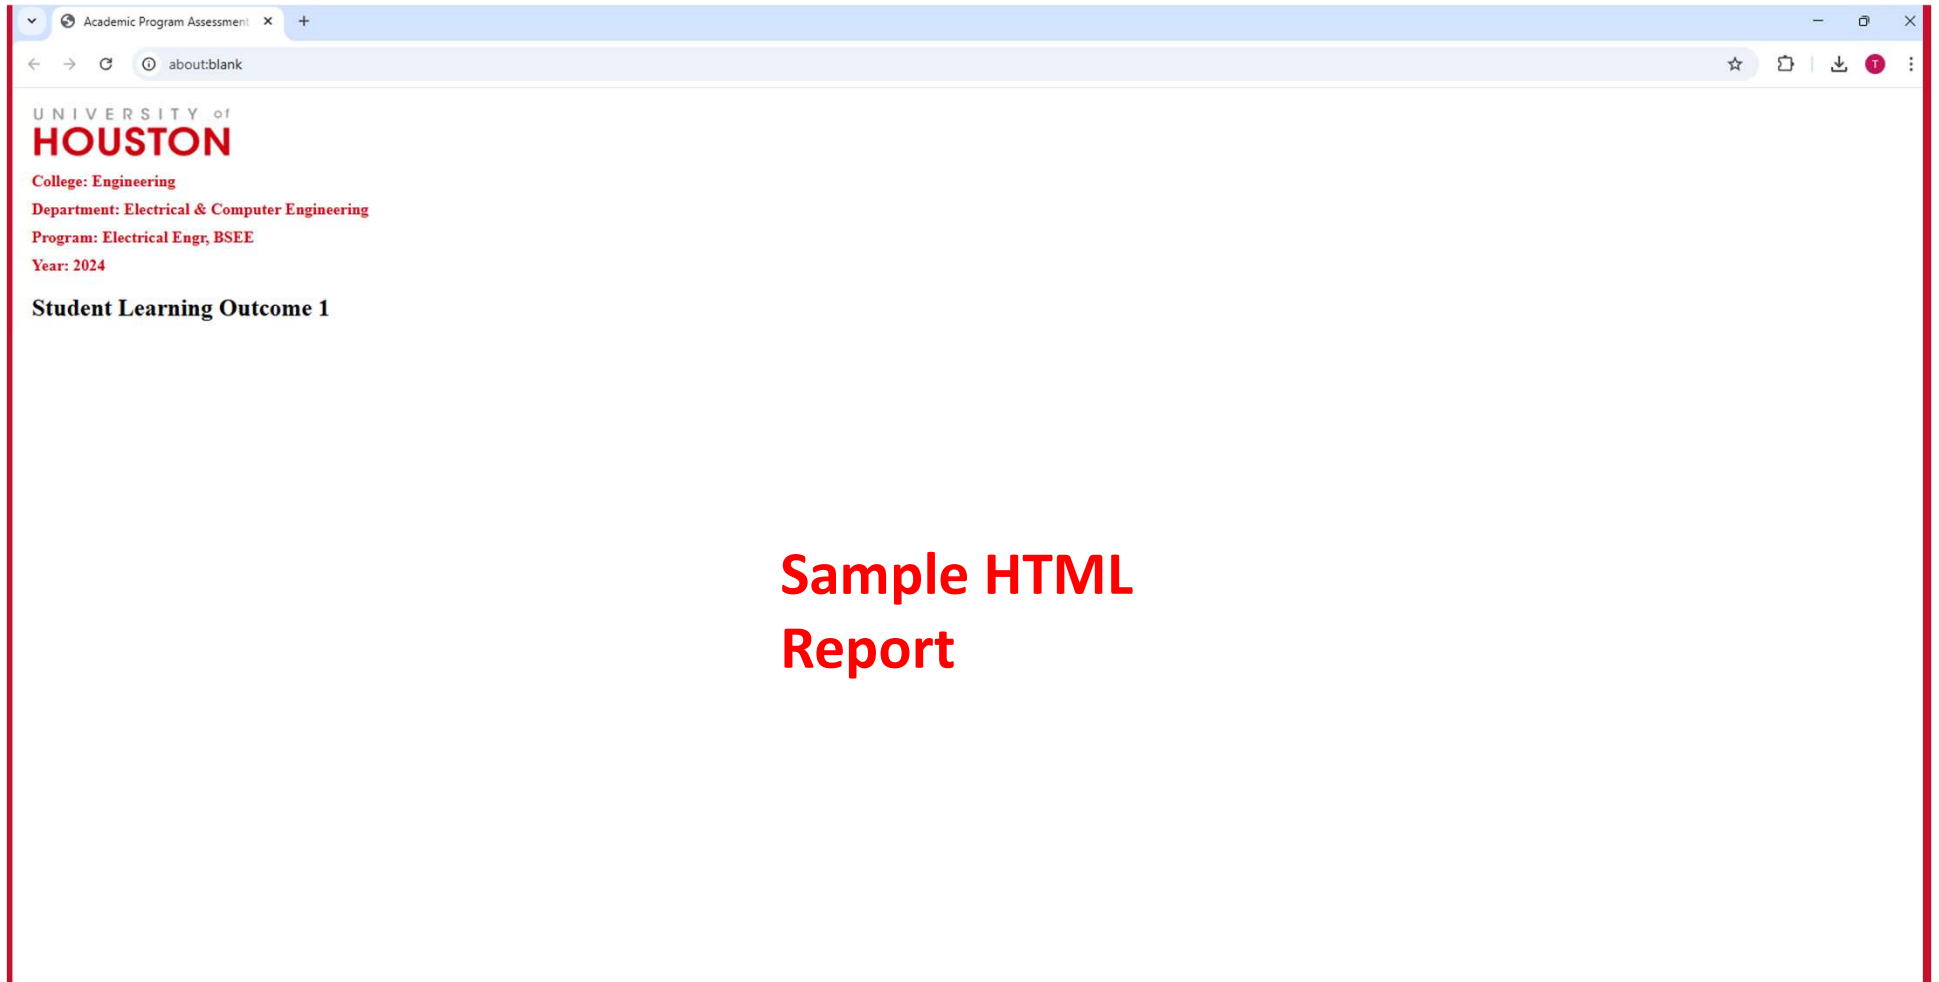 Academic Program Assessment
about:blank
T
UNIVERSITY of
HOUSTON
College: Engineering
Department: Electrical & Computer Engineering
Program: Electrical Engr, BSEE
Year: 2024
Student Learning Outcome 1
Sample HTML
Report